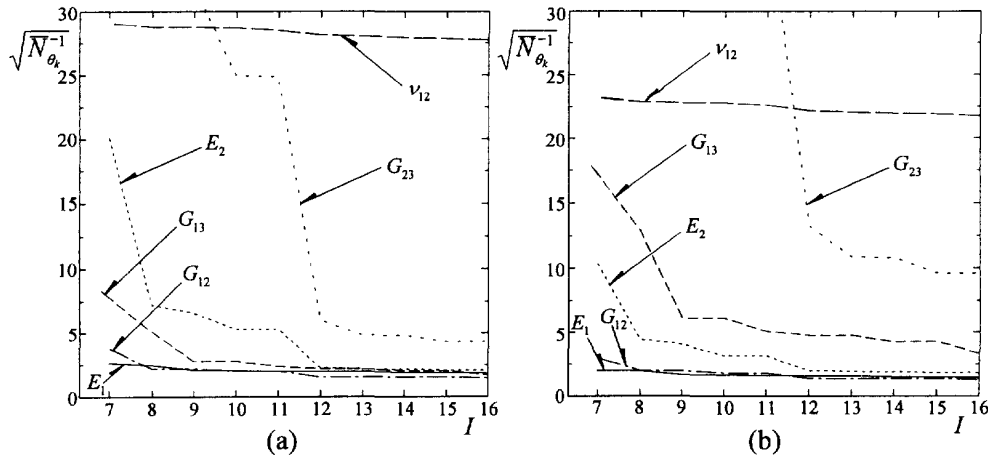 √N̅⁻¹_θk
30
25
20
15
10
5
0
ν₁₂
E₂
G₂₃
G₁₃
G₁₂
E₁
7 8 9 10 11 12 13 14 15 16
I
(a)
√N̅⁻¹_θk
30
25
20
15
10
5
0
ν₁₂
G₁₃
G₂₃
E₂
E₁ G₁₂
7 8 9 10 11 12 13 14 15 16
I
(b)